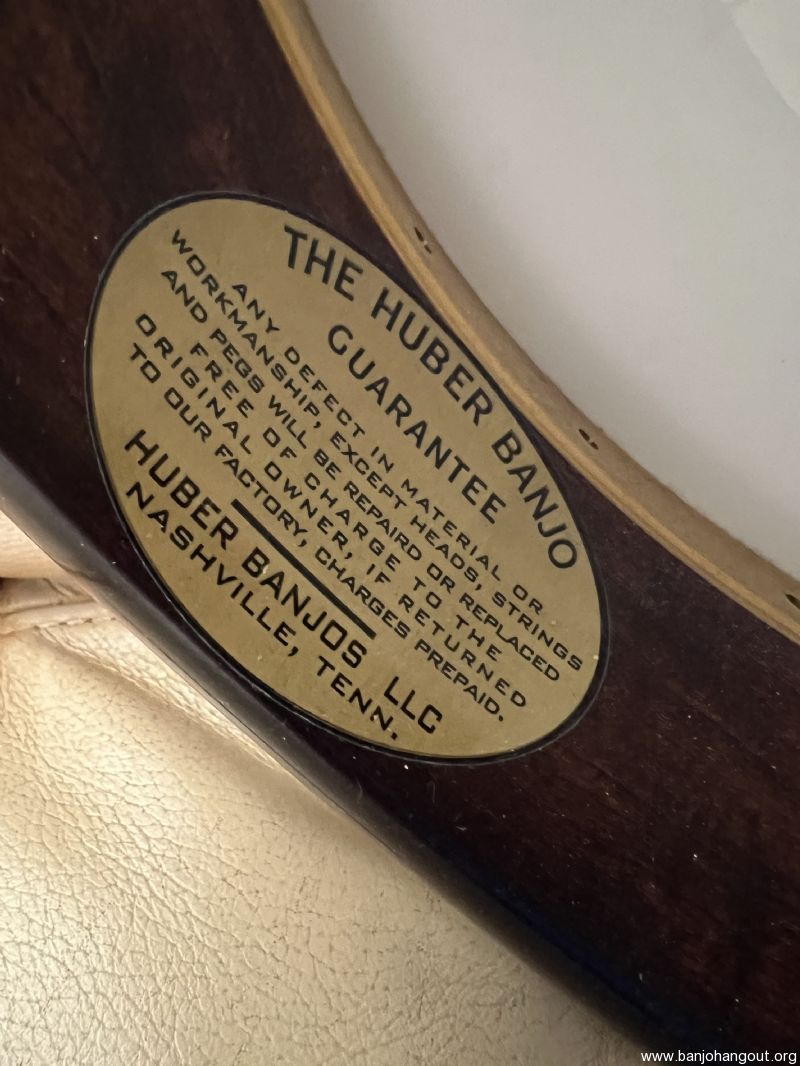 THE HUBER BANJO
GUARANTEE
ANY DEFECT IN MATERIAL OR
WORKMANSHIP, EXCEPT HEADS, STRINGS
AND PEGS WILL BE REPAIRD OR REPLACED
FREE OF CHARGE TO THE
ORIGINAL OWNER, IF RETURNED
TO OUR FACTORY, CHARGES PREPAID.
HUBER BANJOS LLC
NASHVILLE, TENN.
www.banjohangout.org